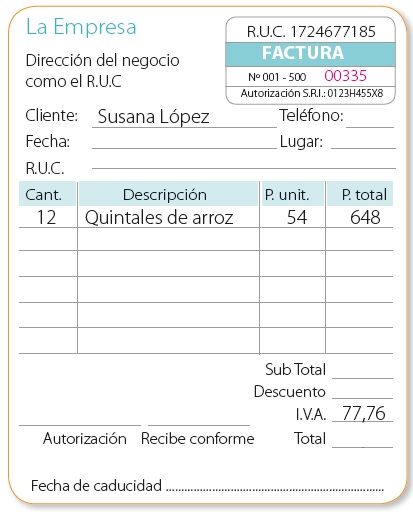 La Empresa
R.U.C. 1724677185
FACTURA
Nº 001 - 500 00335
Autorización S.R.I.: 0123H455X8
Dirección del negocio
como el R.U.C
Cliente: Susana López Teléfono:
Fecha: Lugar:
R.U.C.
Cant. Descripción P. unit. P. total
12 Quintales de arroz 54 648
Sub Total
Descuento
I.V.A. 77,76
Autorización Recibe conforme Total
Fecha de caducidad ..........................................................